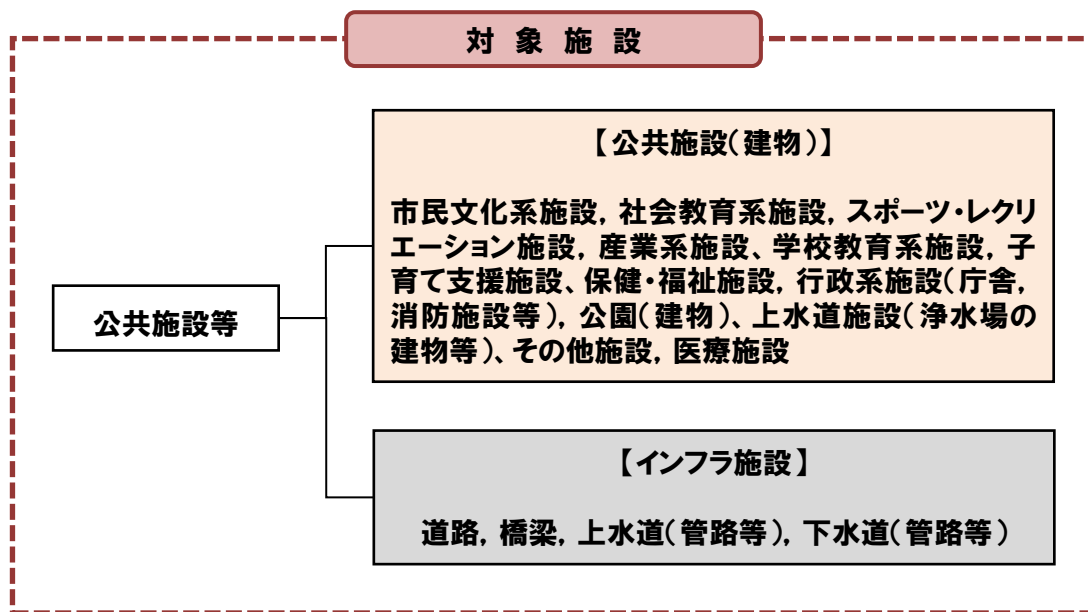 対 象 施 設
【公共施設(建物)】
市民文化系施設, 社会教育系施設, スポーツ・レクリ
エーション施設, 産業系施設、学校教育系施設, 子
育て支援施設、保健・福祉施設, 行政系施設(庁舎,
消防施設等), 公園(建物)、上水道施設(浄水場の
建物等)、その他施設, 医療施設
公共施設等
【インフラ施設】
道路, 橋梁, 上水道(管路等), 下水道(管路等)